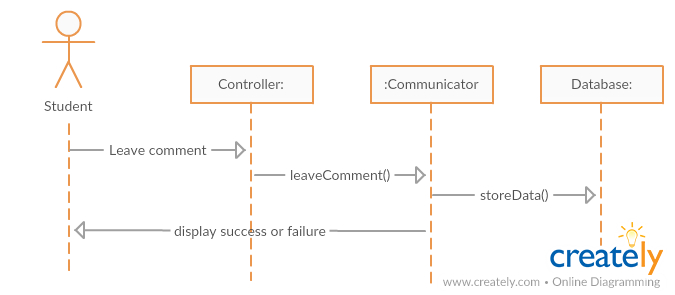 Student
Controller:
:Communicator
Database:
Leave comment
leaveComment()
storeData()
display success or failure
creately
www.creately.com • Online Diagramming